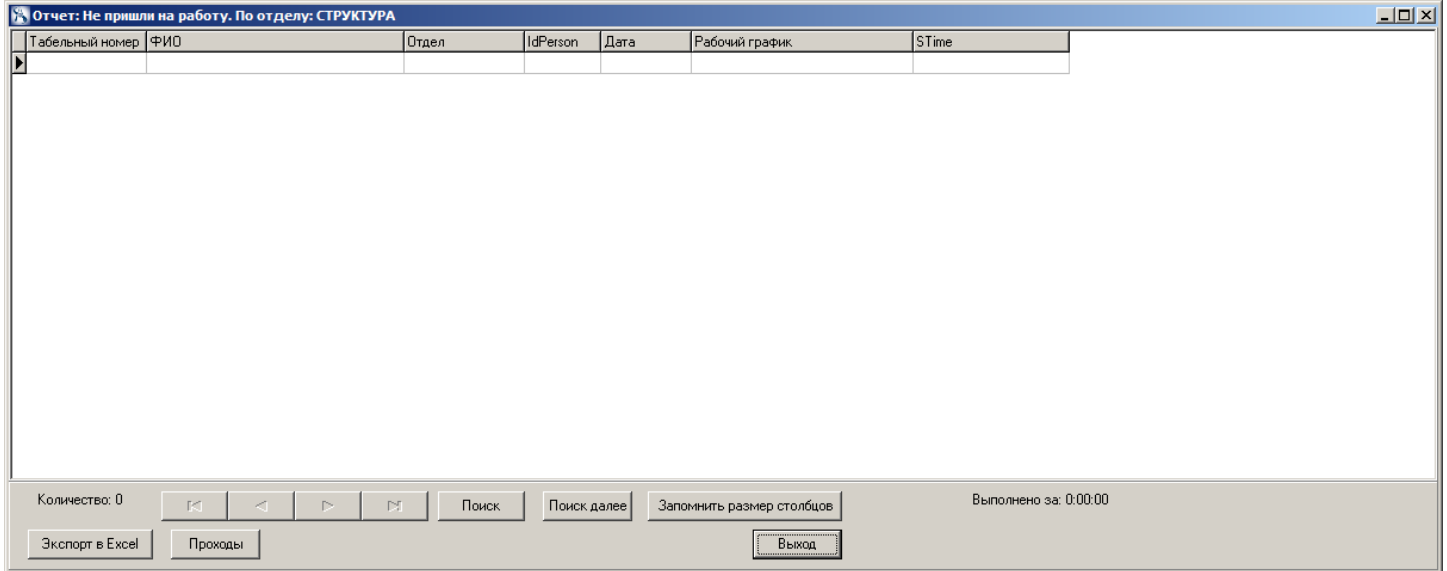 Отчет: Не пришли на работу. По отделу: СТРУКТУРА
Табельный номер ФИО Отдел IdPerson Дата Рабочий график STime
Количество: 0 Поиск Поиск далее Запомнить размер столбцов Выполнено за: 0:00:00
Экспорт в Excel Проходы Выход